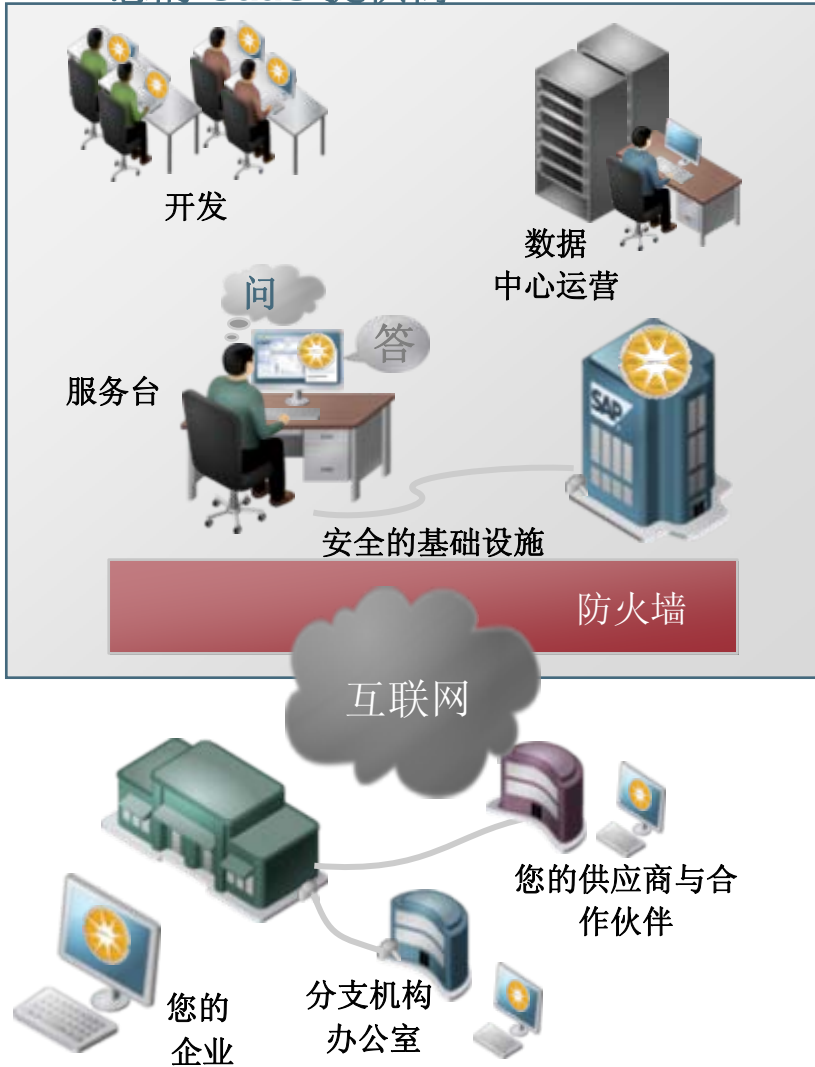 开发
数据
中心运营
问
答
服务台
SAP
安全的基础设施
防火墙
互联网
您的供应商与合
作伙伴
分支机构
办公室
您的
企业